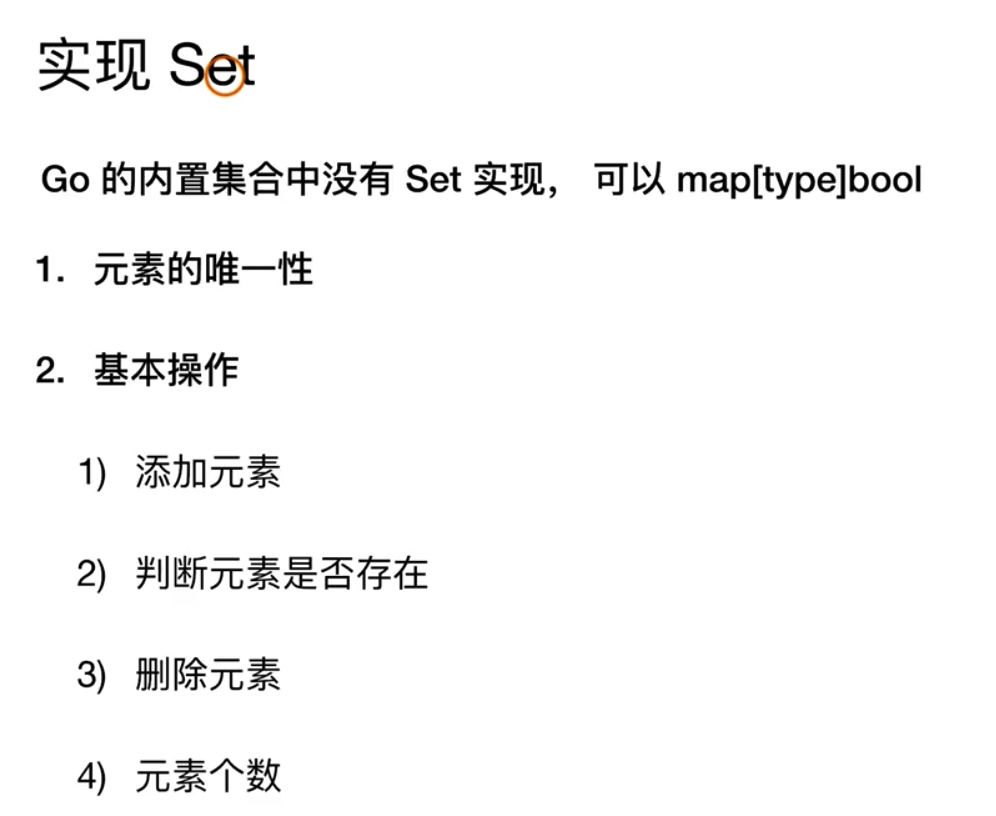 实现 Set
Go 的内置集合中没有 Set 实现， 可以 map[type]bool
1. 元素的唯一性
2. 基本操作
1) 添加元素
2) 判断元素是否存在
3) 删除元素
4) 元素个数